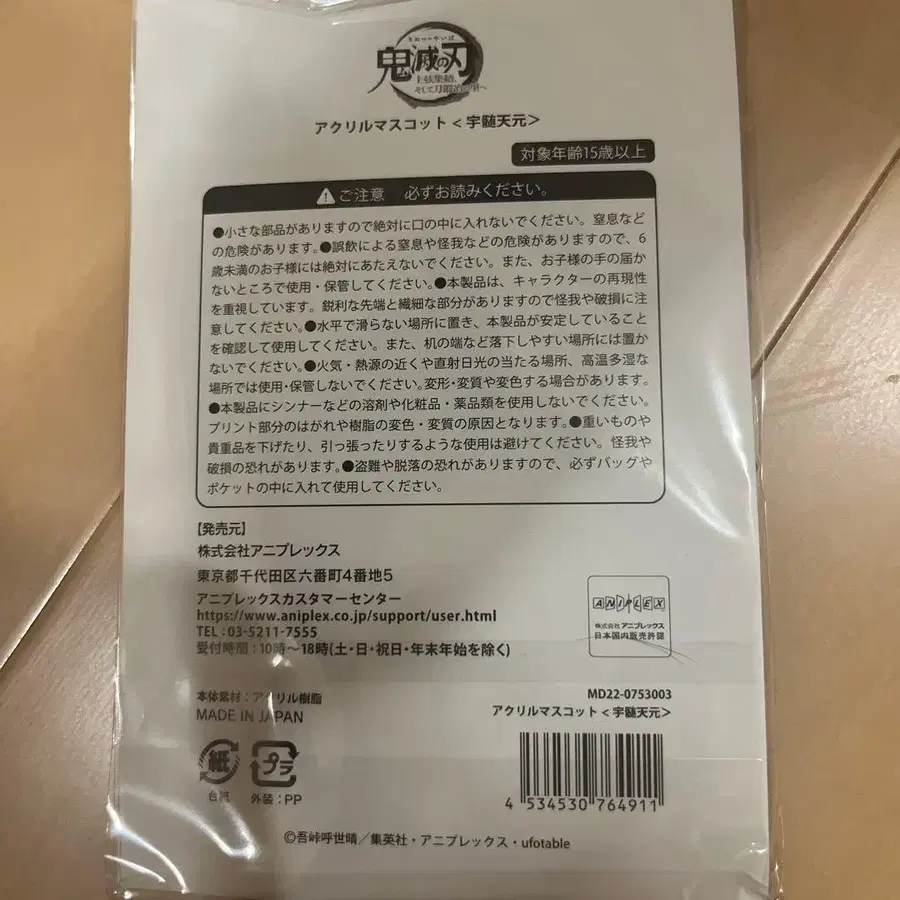 きめつのやいば
鬼滅の刃
上弦集結、
そして刀鍛冶の里へ
アクリルマスコット<宇髄天元>
対象年齢15歳以上
ご注意 必ずお読みください。
●小さな部品がありますので絶対に口の中に入れないでください。窒息などの危険があります。●誤飲による窒息や怪我などの危険がありますので、6
歳未満のお子様には絶対にあたえないでください。また、お子様の手の届か
ないところで使用・保管してください。●本製品は、キャラクターの再現性
を重視しています。鋭利な先端と繊細な部分がありますので怪我や破損に注
意してください。●水平で滑らない場所に置き、本製品が安定していること
を確認して使用してください。また、机の端など落下しやすい場所には置か
ないでください。●火気・熱源の近くや直射日光の当たる場所、高温多湿な
場所では使用・保管しないでください。変形・変質や変色する場合があります。
●本製品にシンナーなどの溶剤や化粧品・薬品類を使用しないでください。
プリント部分のはがれや樹脂の変色・変質の原因となります。●重いものや
貴重品を下げたり、引っ張ったりするような使用は避けてください。怪我や
破損の恐れがあります。●盗難や脱落の恐れがありますので、必ずバッグや
ポケットの中に入れて使用してください。
【発売元】
株式会社アニプレックス
東京都千代田区六番町4番地5
アニプレックスカスタマーセンター
https://www.aniplex.co.jp/support/user.html
TEL：03-5211-7555
受付時間：10時～18時(土・日・祝日・年末年始を除く)
ANIPLEX
株式会社 アニプレックス
日本国内販売許諾
本体素材：アクリル樹脂
MADE IN JAPAN
MD22-0753003
アクリルマスコット<宇髄天元>
紙
台紙
プラ
外装：PP
4 534530 764911
©吾峠呼世晴／集英社・アニプレックス・ufotable